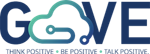 GOVE
THINK POSITIVE • BE POSITIVE • TALK POSITIVE